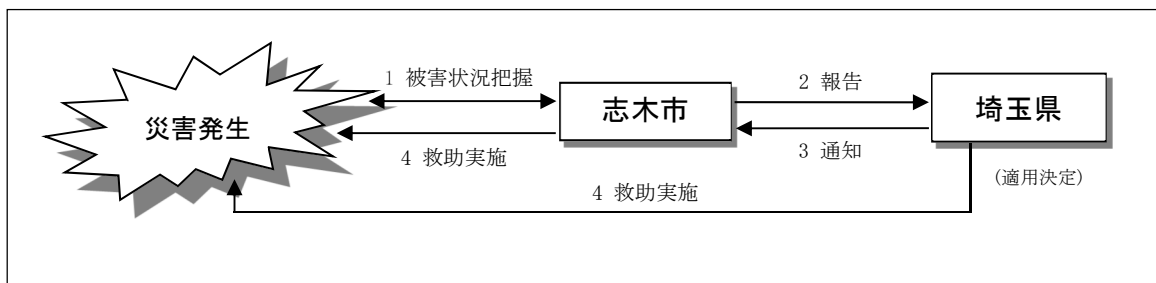 災害発生
1 被害状況把握
志木市
2 報告
埼玉県
4 救助実施
3 通知
(適用決定)
4 救助実施